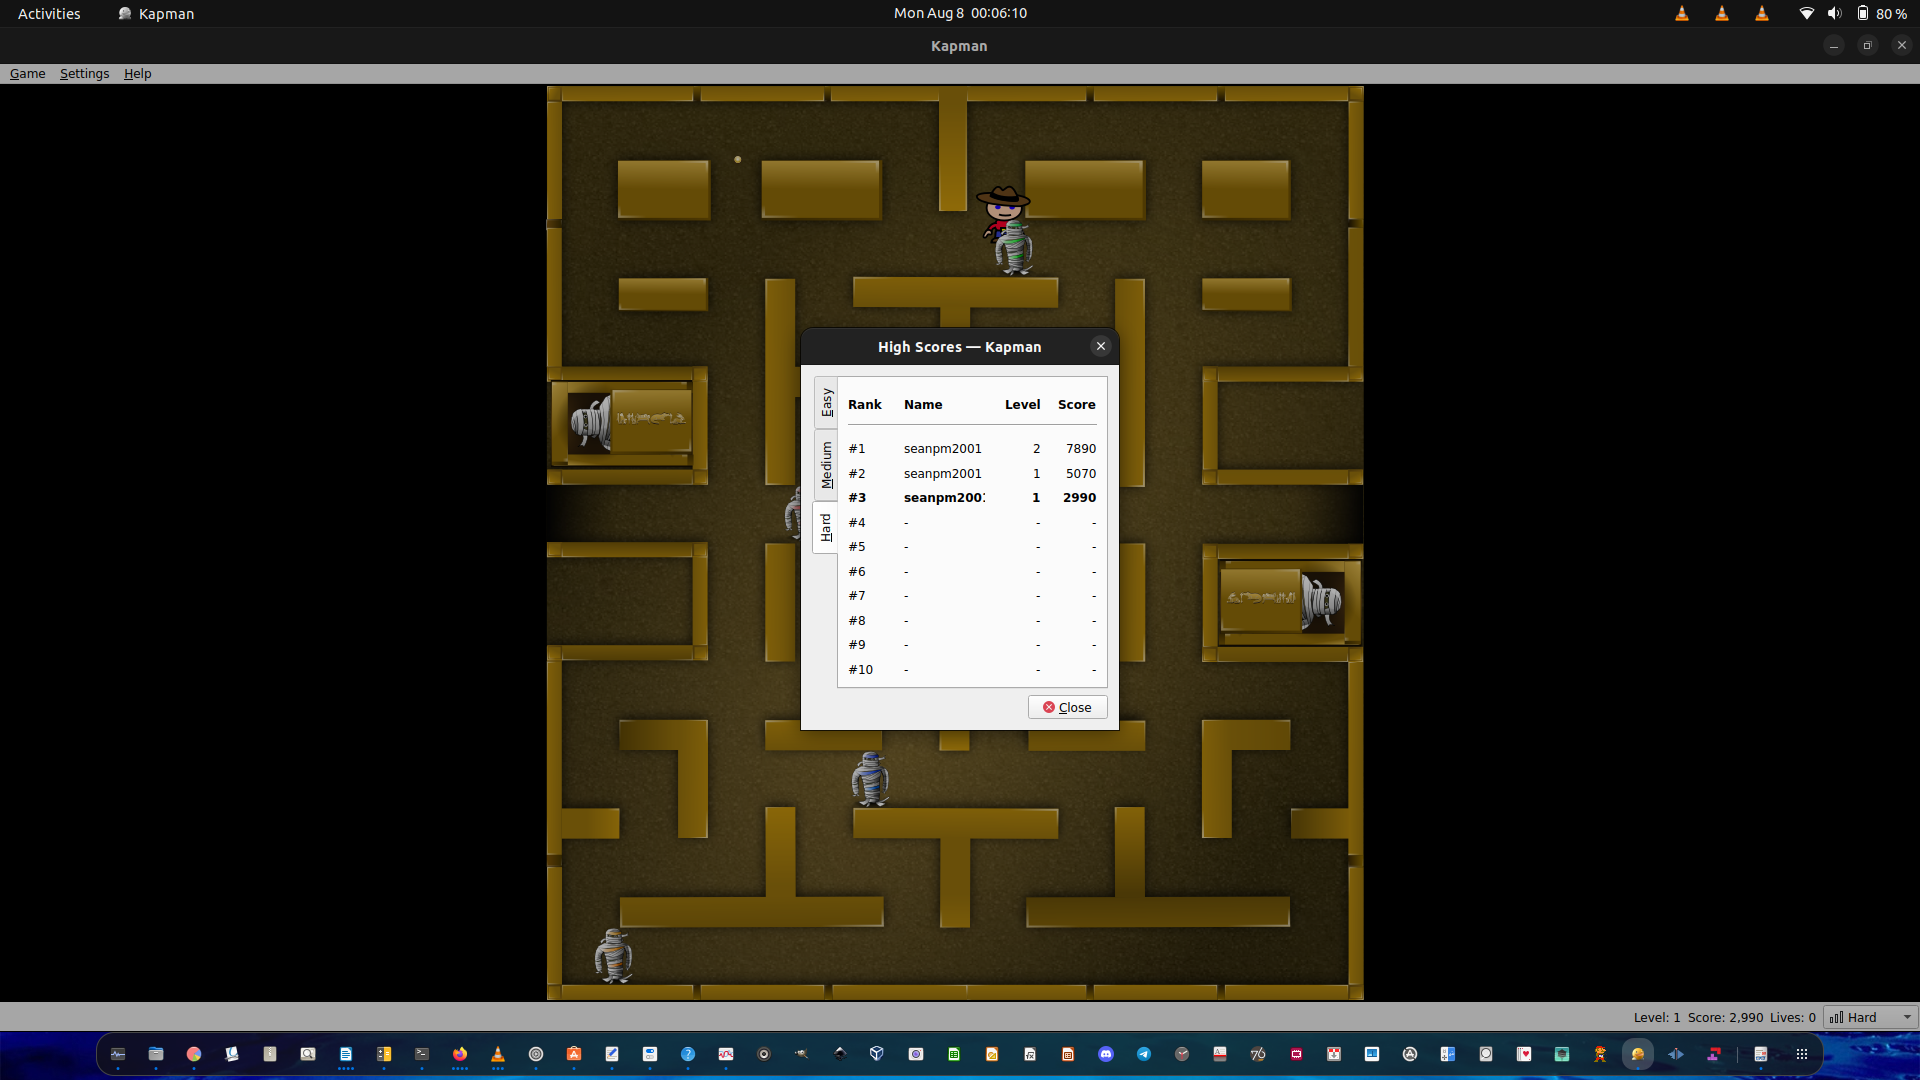 Activities Kapman Mon Aug 8 00:06:10 80 %
Kapman
Game Settings Help
High Scores — Kapman
Easy
Medium
Hard
Rank Name Level Score
#1 seanpm2001 2 7890
#2 seanpm2001 1 5070
#3 seanpm200 1 2990
#4 - - -
#5 - - -
#6 - - -
#7 - - -
#8 - - -
#9 - - -
#10 - - -
Close
Level: 1 Score: 2,990 Lives: 0 Hard